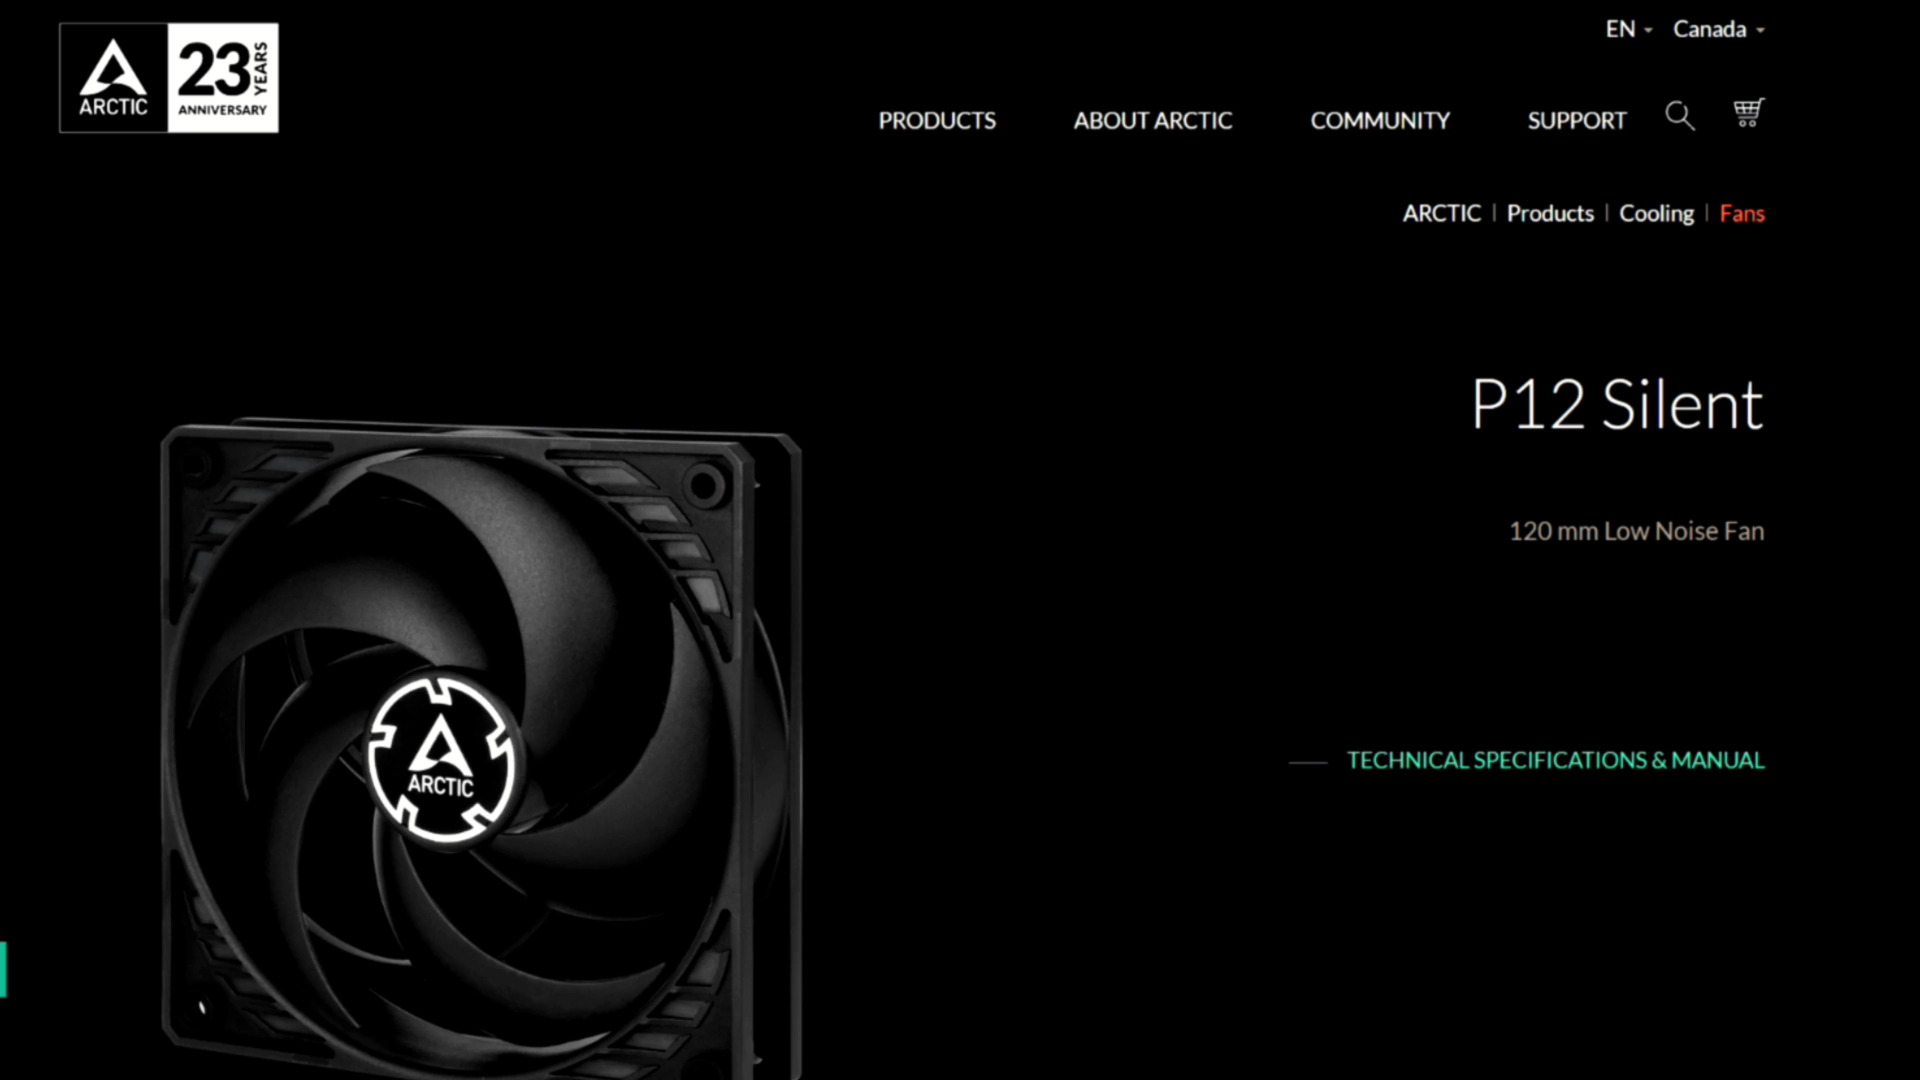 ARCTIC
23 YEARS
ANNIVERSARY
EN Canada
PRODUCTS ABOUT ARCTIC COMMUNITY SUPPORT
ARCTIC | Products | Cooling | Fans
P12 Silent
120 mm Low Noise Fan
TECHNICAL SPECIFICATIONS & MANUAL
ARCTIC